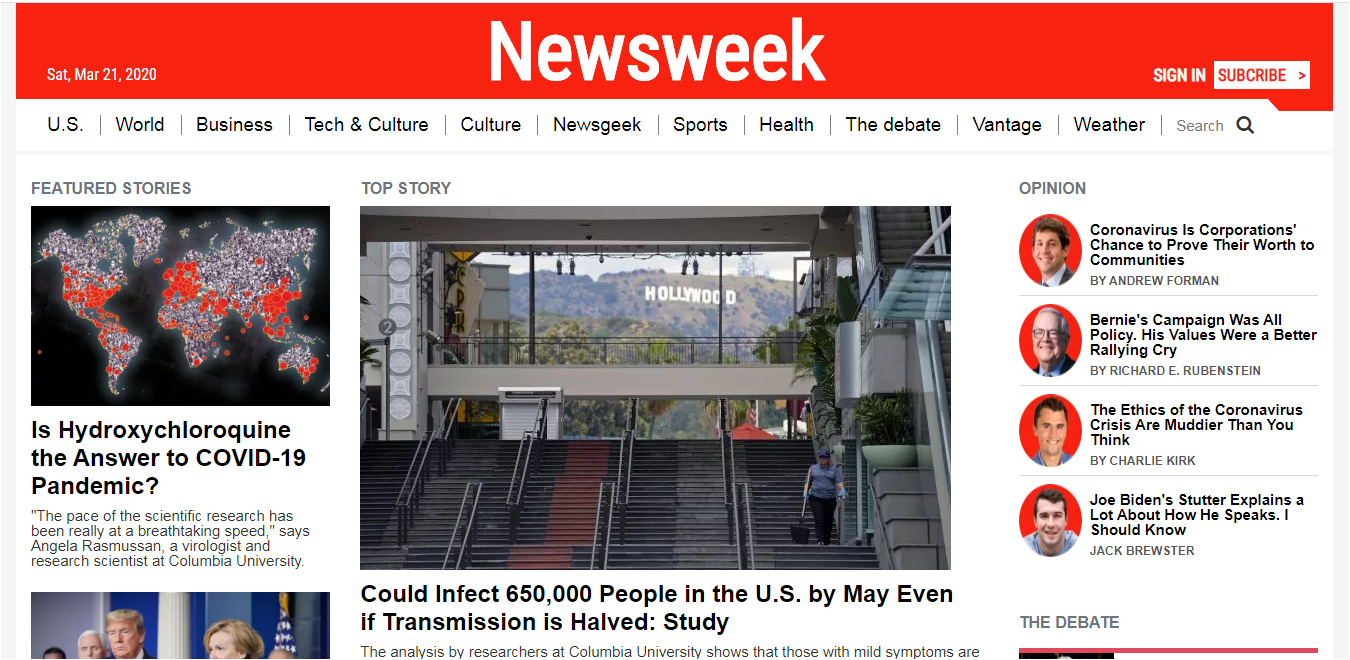 Newsweek
Sat, Mar 21, 2020
SIGN IN
SUBCRIBE >
U.S.
World
Business
Tech & Culture
Culture
Newsgeek
Sports
Health
The debate
Vantage
Weather
Search
FEATURED STORIES
Is Hydroxychloroquine
the Answer to COVID-19
Pandemic?
"The pace of the scientific research has
been really at a breathtaking speed," says
Angela Rasmussan, a virologist and
research scientist at Columbia University.
TOP STORY
HOLLYWOOD
2
Could Infect 650,000 People in the U.S. by May Even
if Transmission is Halved: Study
The analysis by researchers at Columbia University shows that those with mild symptoms are
OPINION
Coronavirus Is Corporations'
Chance to Prove Their Worth to
Communities
BY ANDREW FORMAN
Bernie's Campaign Was All
Policy. His Values Were a Better
Rallying Cry
BY RICHARD E. RUBENSTEIN
The Ethics of the Coronavirus
Crisis Are Muddier Than You
Think
BY CHARLIE KIRK
Joe Biden's Stutter Explains a
Lot About How He Speaks. I
Should Know
JACK BREWSTER
THE DEBATE